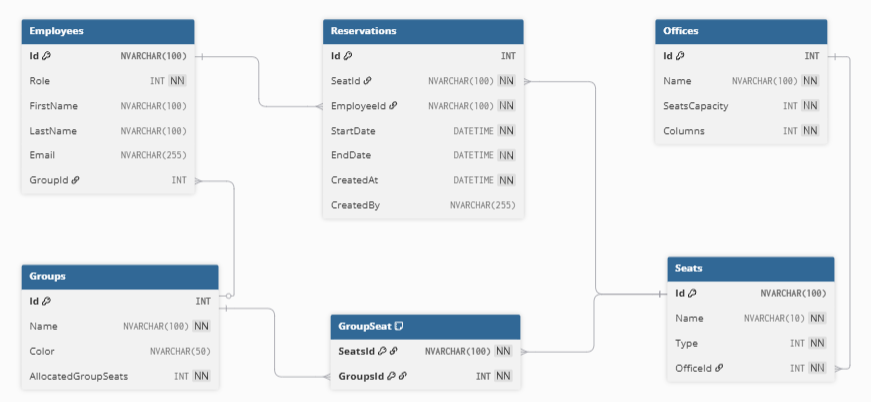 Employees
Id NVARCHAR(100)
Role INT NN
FirstName NVARCHAR(100)
LastName NVARCHAR(100)
Email NVARCHAR(255)
GroupId INT
Reservations
Id INT
SeatId NVARCHAR(100) NN
EmployeeId NVARCHAR(100) NN
StartDate DATETIME NN
EndDate DATETIME NN
CreatedAt DATETIME NN
CreatedBy NVARCHAR(255)
Offices
Id INT
Name NVARCHAR(100) NN
SeatsCapacity INT NN
Columns INT NN
Groups
Id INT
Name NVARCHAR(100) NN
Color NVARCHAR(50)
AllocatedGroupSeats INT NN
GroupSeat
SeatsId NVARCHAR(100) NN
GroupsId INT NN
Seats
Id NVARCHAR(100)
Name NVARCHAR(10) NN
Type INT NN
OfficeId INT NN